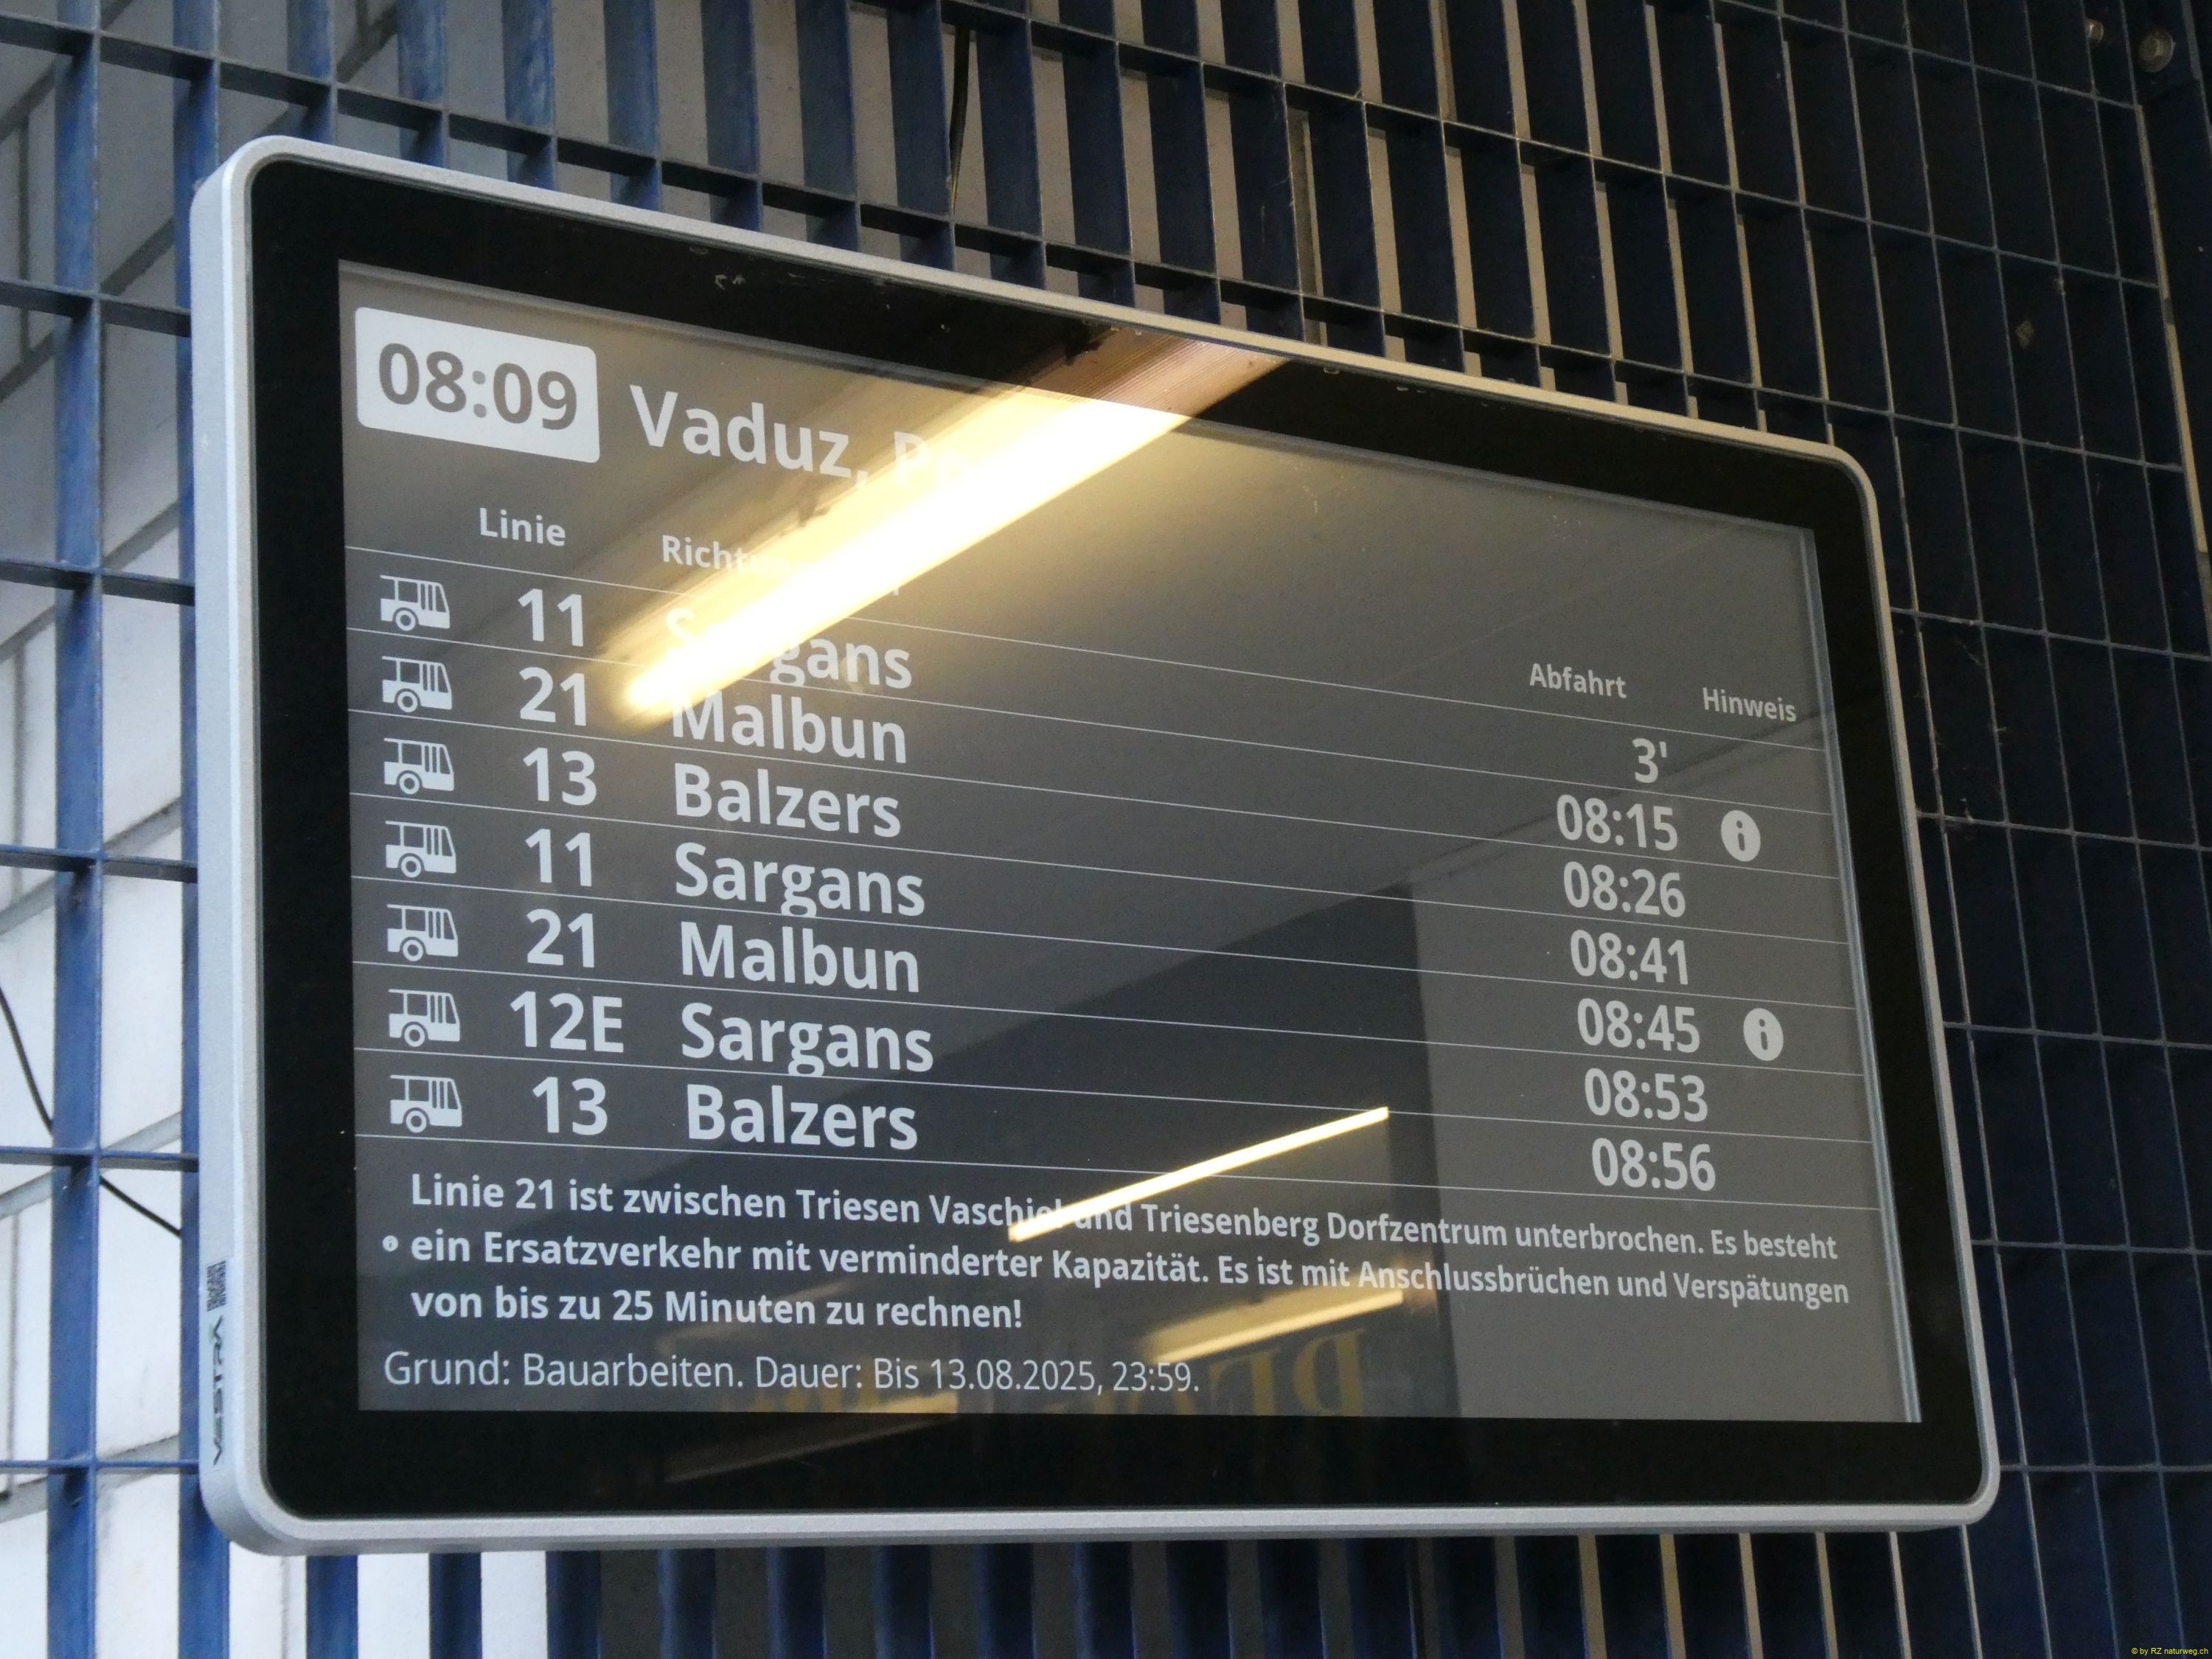 08:09 Vaduz,
Linie Abfahrt Hinweis
11 Sargans 3'
21 Malbun 08:15 i
13 Balzers 08:26
11 Sargans 08:41
21 Malbun 08:45 i
12E Sargans 08:53
13 Balzers 08:56
Linie 21 ist zwischen Triesen Vaschiel und Triesenberg Dorfzentrum unterbrochen. Es besteht
ein Ersatzverkehr mit verminderter Kapazität. Es ist mit Anschlussbrüchen und Verspätungen
von bis zu 25 Minuten zu rechnen!
Grund: Bauarbeiten. Dauer: Bis 13.08.2025, 23:59.
VESTRA
© by RZ naturweg.ch